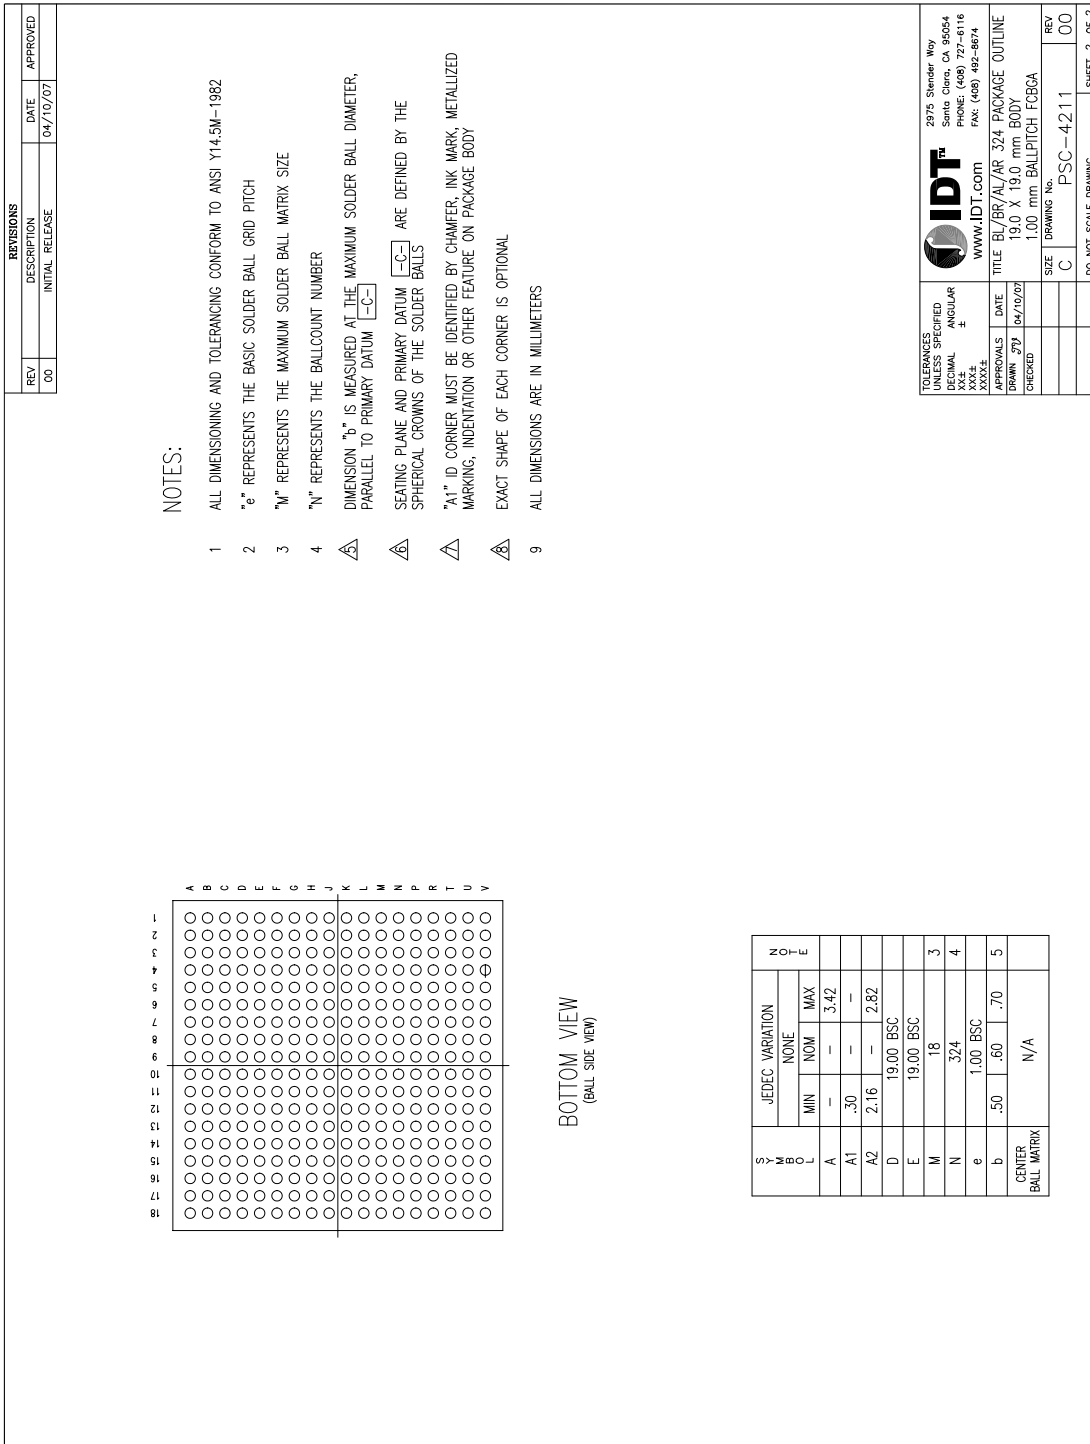 REVISIONS
REV DESCRIPTION DATE APPROVED
00 INITIAL RELEASE 04/10/07
NOTES:
1 ALL DIMENSIONING AND TOLERANCING CONFORM TO ANSI Y14.5M-1982
2 "e" REPRESENTS THE BASIC SOLDER BALL GRID PITCH
3 "M" REPRESENTS THE MAXIMUM SOLDER BALL MATRIX SIZE
4 "N" REPRESENTS THE BALLCOUNT NUMBER
5 DIMENSION "b" IS MEASURED AT THE MAXIMUM SOLDER BALL DIAMETER,
PARALLEL TO PRIMARY DATUM -C-
6 SEATING PLANE AND PRIMARY DATUM -C- ARE DEFINED BY THE
SPHERICAL CROWNS OF THE SOLDER BALLS
7 "A1" ID CORNER MUST BE IDENTIFIED BY CHAMFER, INK MARK, METALLIZED
MARKING, INDENTATION OR OTHER FEATURE ON PACKAGE BODY
8 EXACT SHAPE OF EACH CORNER IS OPTIONAL
9 ALL DIMENSIONS ARE IN MILLIMETERS
18 17 16 15 14 13 12 11 10 9 8 7 6 5 4 3 2 1
A
B
C
D
E
F
G
H
J
K
L
M
N
P
R
T
U
V
BOTTOM VIEW
(BALL SIDE VIEW)
SYMBOL JEDEC VARIATION NOTE
NONE
MIN NOM MAX
A - - 3.42
A1 .30 - -
A2 2.16 - 2.82
D 19.00 BSC
E 19.00 BSC
M 18 3
N 324 4
e 1.00 BSC
b .50 .60 .70 5
CENTER BALL MATRIX N/A
TOLERANCES
UNLESS SPECIFIED
DECIMAL ANGULAR
XX± ±
XXX±
XXXX±
APPROVALS DATE
DRAWN 04/10/07
CHECKED
IDT™
www.IDT.com
2975 Stender Way
Santa Clara, CA 95054
PHONE: (408) 727-6116
FAX: (408) 492-8674
TITLE BL/BR/AL/AR 324 PACKAGE OUTLINE
19.0 X 19.0 mm BODY
1.00 mm BALLPITCH FCBGA
SIZE DRAWING No. REV
C PSC-4211 00
DO NOT SCALE DRAWING SHEET 2 OF 2